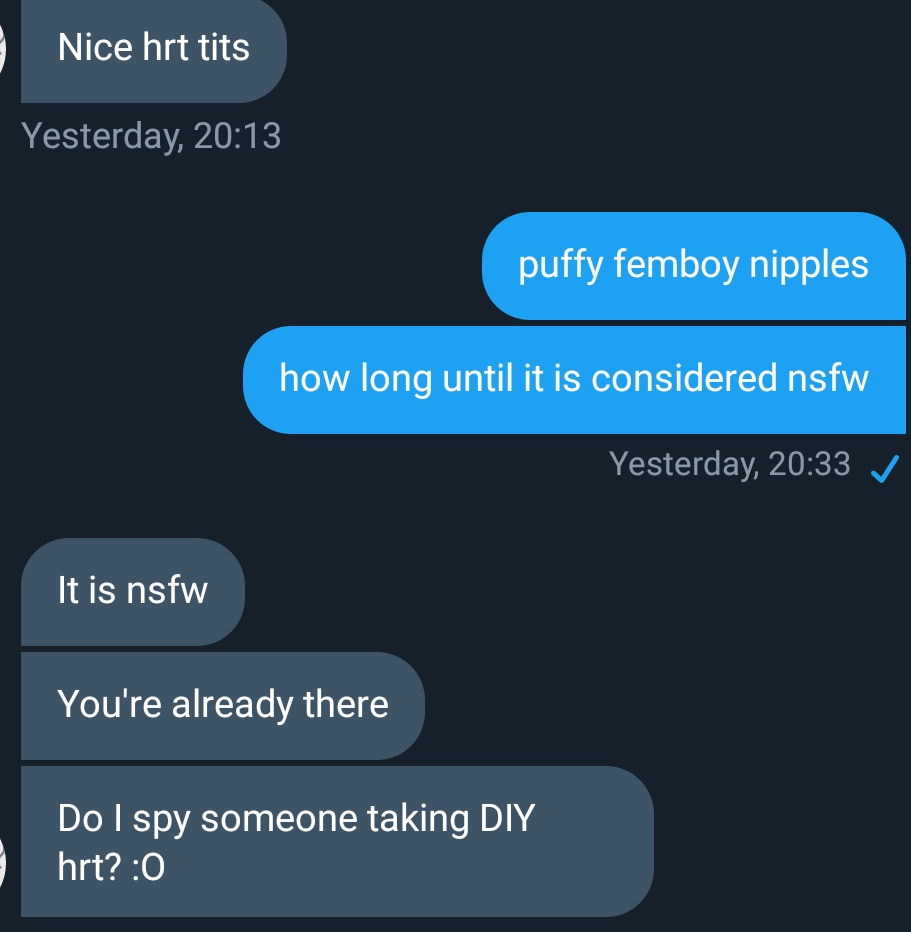 Nice hrt tits
Yesterday, 20:13
puffy femboy nipples
how long until it is considered nsfw
Yesterday, 20:33
It is nsfw
You're already there
Do I spy someone taking DIY
hrt? :O